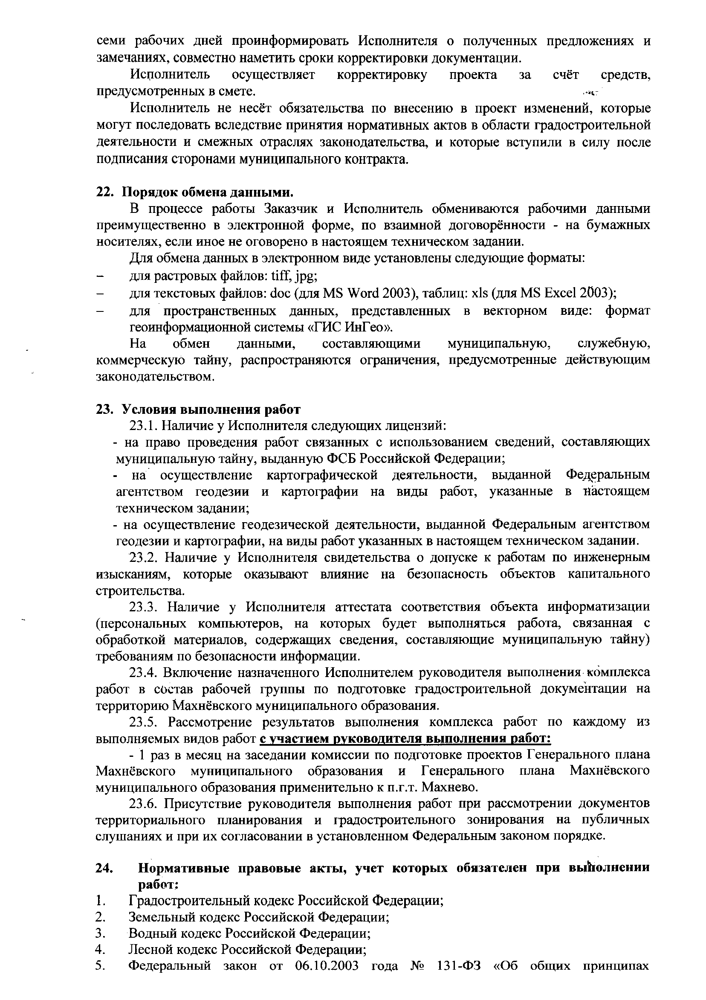 семи рабочих дней проинформировать Исполнителя о полученных предложениях и
замечаниях, совместно наметить сроки корректировки документации.
Исполнитель осуществляет корректировку проекта за счёт средств,
предусмотренных в смете.
Исполнитель не несёт обязательства по внесению в проект изменений, которые
могут последовать вследствие принятия нормативных актов в области градостроительной
деятельности и смежных отраслях законодательства, и которые вступили в силу после
подписания сторонами муниципального контракта.
22. Порядок обмена данными.
В процессе работы Заказчик и Исполнитель обмениваются рабочими данными
преимущественно в электронной форме, по взаимной договорённости - на бумажных
носителях, если иное не оговорено в настоящем техническом задании.
Для обмена данных в электронном виде установлены следующие форматы:
– для растровых файлов: tiff, jpg;
– для текстовых файлов: doc (для MS Word 2003), таблиц: xls (для MS Excel 2003);
– для пространственных данных, представленных в векторном виде: формат
геоинформационной системы «ГИС ИнГео».
На обмен данными, составляющими муниципальную, служебную,
коммерческую тайну, распространяются ограничения, предусмотренные действующим
законодательством.
23. Условия выполнения работ
23.1. Наличие у Исполнителя следующих лицензий:
- на право проведения работ связанных с использованием сведений, составляющих
муниципальную тайну, выданную ФСБ Российской Федерации;
- на осуществление картографической деятельности, выданной Федеральным
агентством геодезии и картографии на виды работ, указанные в настоящем
техническом задании;
- на осуществление геодезической деятельности, выданной Федеральным агентством
геодезии и картографии, на виды работ указанных в настоящем техническом задании.
23.2. Наличие у Исполнителя свидетельства о допуске к работам по инженерным
изысканиям, которые оказывают влияние на безопасность объектов капитального
строительства.
23.3. Наличие у Исполнителя аттестата соответствия объекта информатизации
(персональных компьютеров, на которых будет выполняться работа, связанная с
обработкой материалов, содержащих сведения, составляющие муниципальную тайну)
требованиям по безопасности информации.
23.4. Включение назначенного Исполнителем руководителя выполнения комплекса
работ в состав рабочей группы по подготовке градостроительной документации на
территорию Махнёвского муниципального образования.
23.5. Рассмотрение результатов выполнения комплекса работ по каждому из
выполняемых видов работ с участием руководителя выполнения работ:
- 1 раз в месяц на заседании комиссии по подготовке проектов Генерального плана
Махнёвского муниципального образования и Генерального плана Махнёвского
муниципального образования применительно к п.г.т. Махнево.
23.6. Присутствие руководителя выполнения работ при рассмотрении документов
территориального планирования и градостроительного зонирования на публичных
слушаниях и при их согласовании в установленном Федеральным законом порядке.
24. Нормативные правовые акты, учет которых обязателен при выполнении
работ:
1. Градостроительный кодекс Российской Федерации;
2. Земельный кодекс Российской Федерации;
3. Водный кодекс Российской Федерации;
4. Лесной кодекс Российской Федерации;
5. Федеральный закон от 06.10.2003 года № 131-ФЗ «Об общих принципах